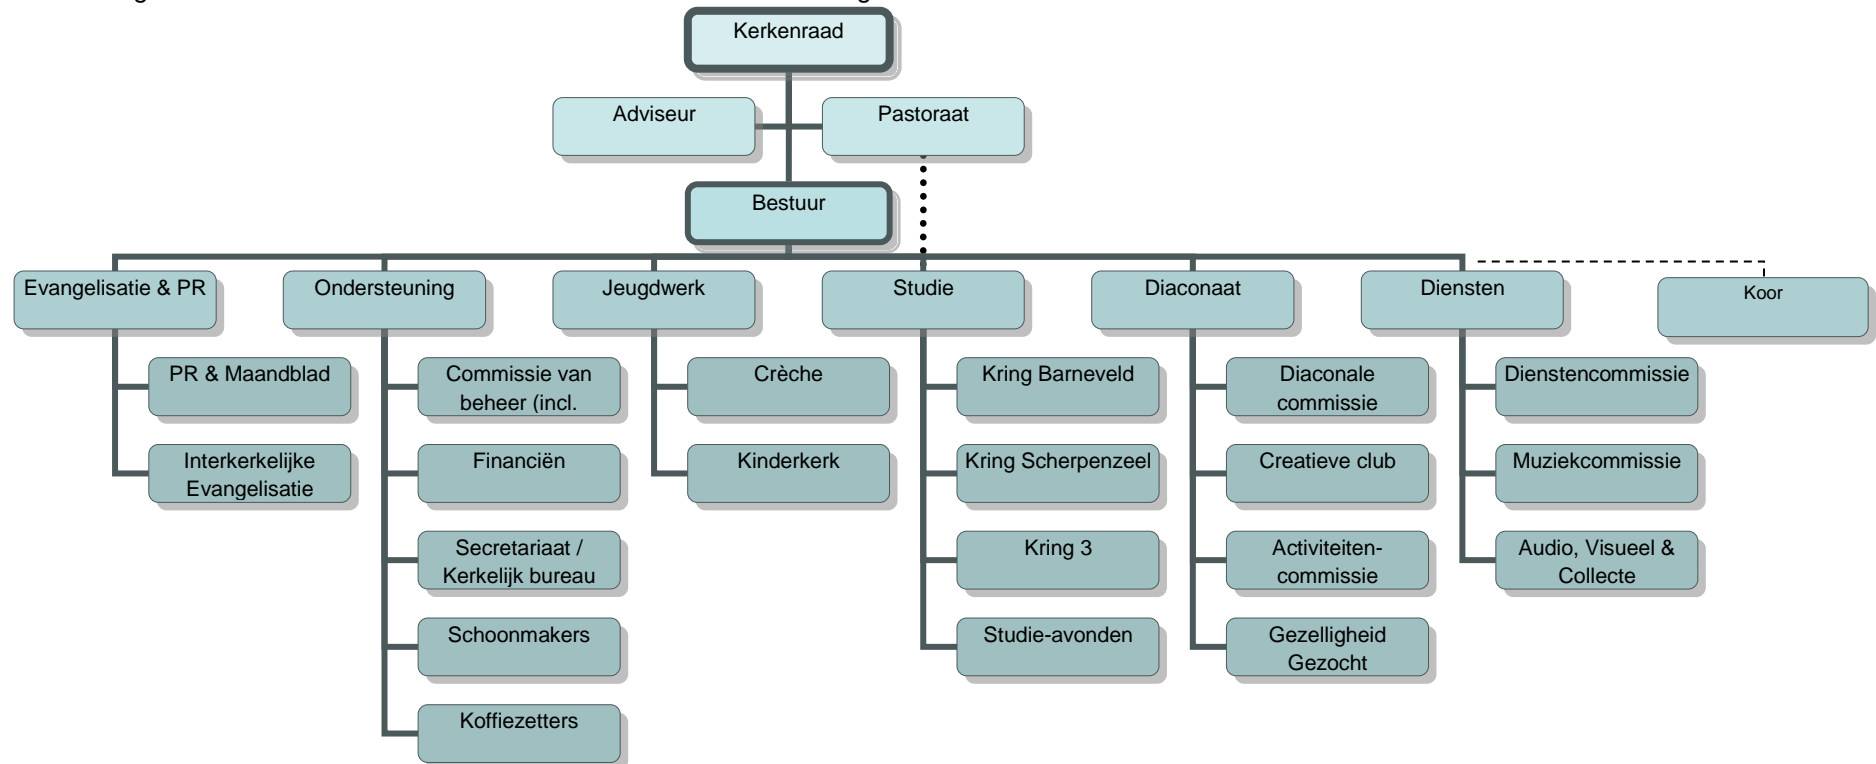 Kerkenraad
Adviseur
Pastoraat
Bestuur
Evangelisatie & PR
Ondersteuning
Jeugdwerk
Studie
Diaconaat
Diensten
Koor
PR & Maandblad
Commissie van
beheer (incl.
Crèche
Kring Barneveld
Diaconale
commissie
Dienstencommissie
Interkerkelijke
Evangelisatie
Financiën
Kinderkerk
Kring Scherpenzeel
Creatieve club
Muziekcommissie
Secretariaat /
Kerkelijk bureau
Kring 3
Activiteiten-
commissie
Audio, Visueel &
Collecte
Schoonmakers
Studie-avonden
Gezelligheid
Gezocht
Koffiezetters